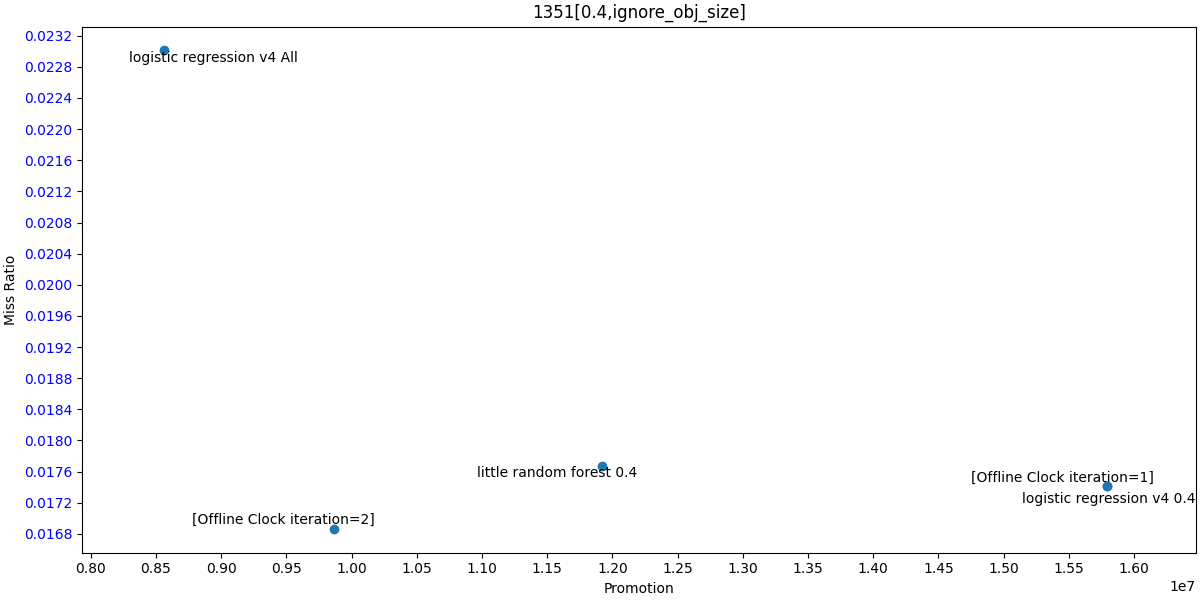 1351[0.4,ignore_obj_size]
0.0232
0.0228
0.0224
0.0220
0.0216
0.0212
0.0208
0.0204
0.0200
0.0196
0.0192
0.0188
0.0184
0.0180
0.0176
0.0172
0.0168
Miss Ratio
logistic regression v4 All
little random forest 0.4
[Offline Clock iteration=1]
logistic regression v4 0.4
[Offline Clock iteration=2]
0.80 0.85 0.90 0.95 1.00 1.05 1.10 1.15 1.20 1.25 1.30 1.35 1.40 1.45 1.50 1.55 1.60
1e7
Promotion